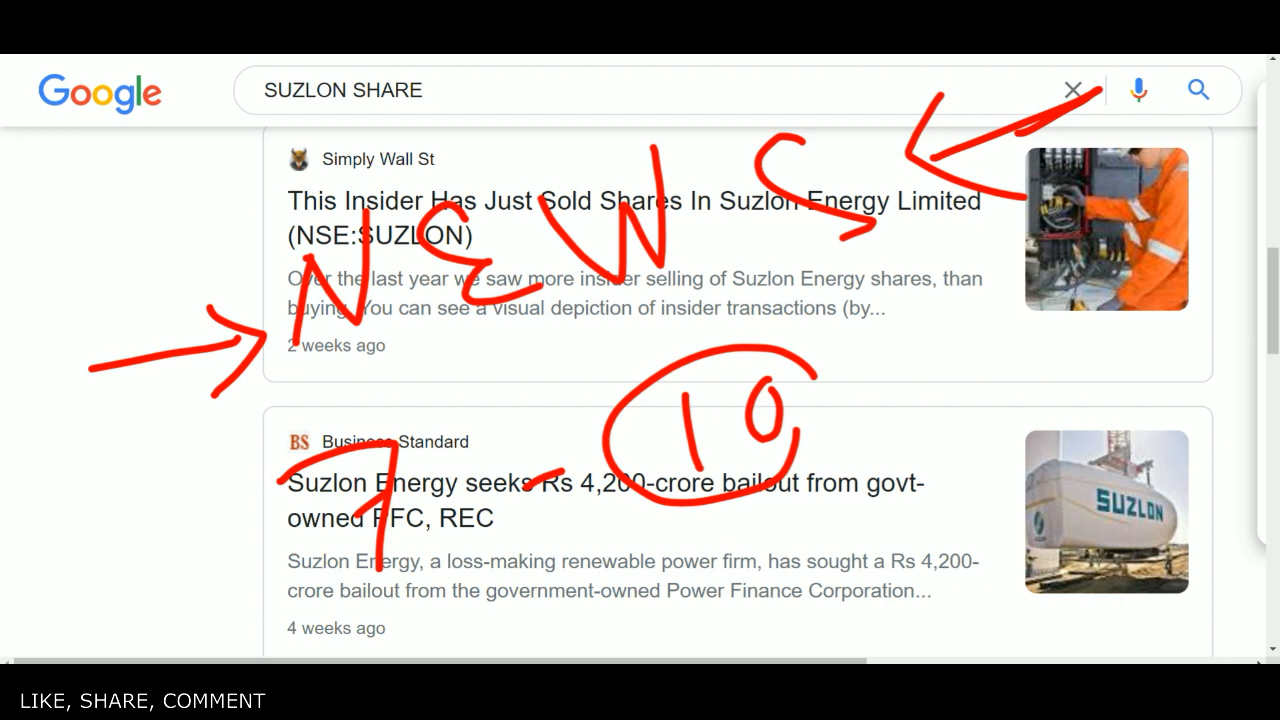 Google
SUZLON SHARE
Simply Wall St
This Insider Has Just Sold Shares In Suzlon Energy Limited
(NSE:SUZLON)
Over the last year we saw more insider selling of Suzlon Energy shares, than
buying. You can see a visual depiction of insider transactions (by...
2 weeks ago
NEWS
BS Business Standard
7 - 10
Suzlon Energy seeks Rs 4,200-crore bailout from govt-
owned PFC, REC
SUZLON
Suzlon Energy, a loss-making renewable power firm, has sought a Rs 4,200-
crore bailout from the government-owned Power Finance Corporation...
4 weeks ago
LIKE, SHARE, COMMENT